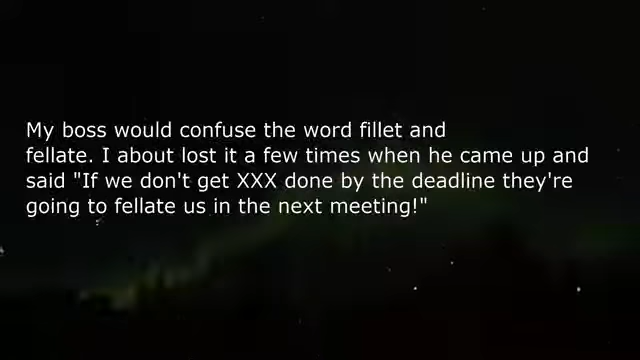 My boss would confuse the word fillet and
fellate. I about lost it a few times when he came up and
said "If we don't get XXX done by the deadline they're
going to fellate us in the next meeting!"